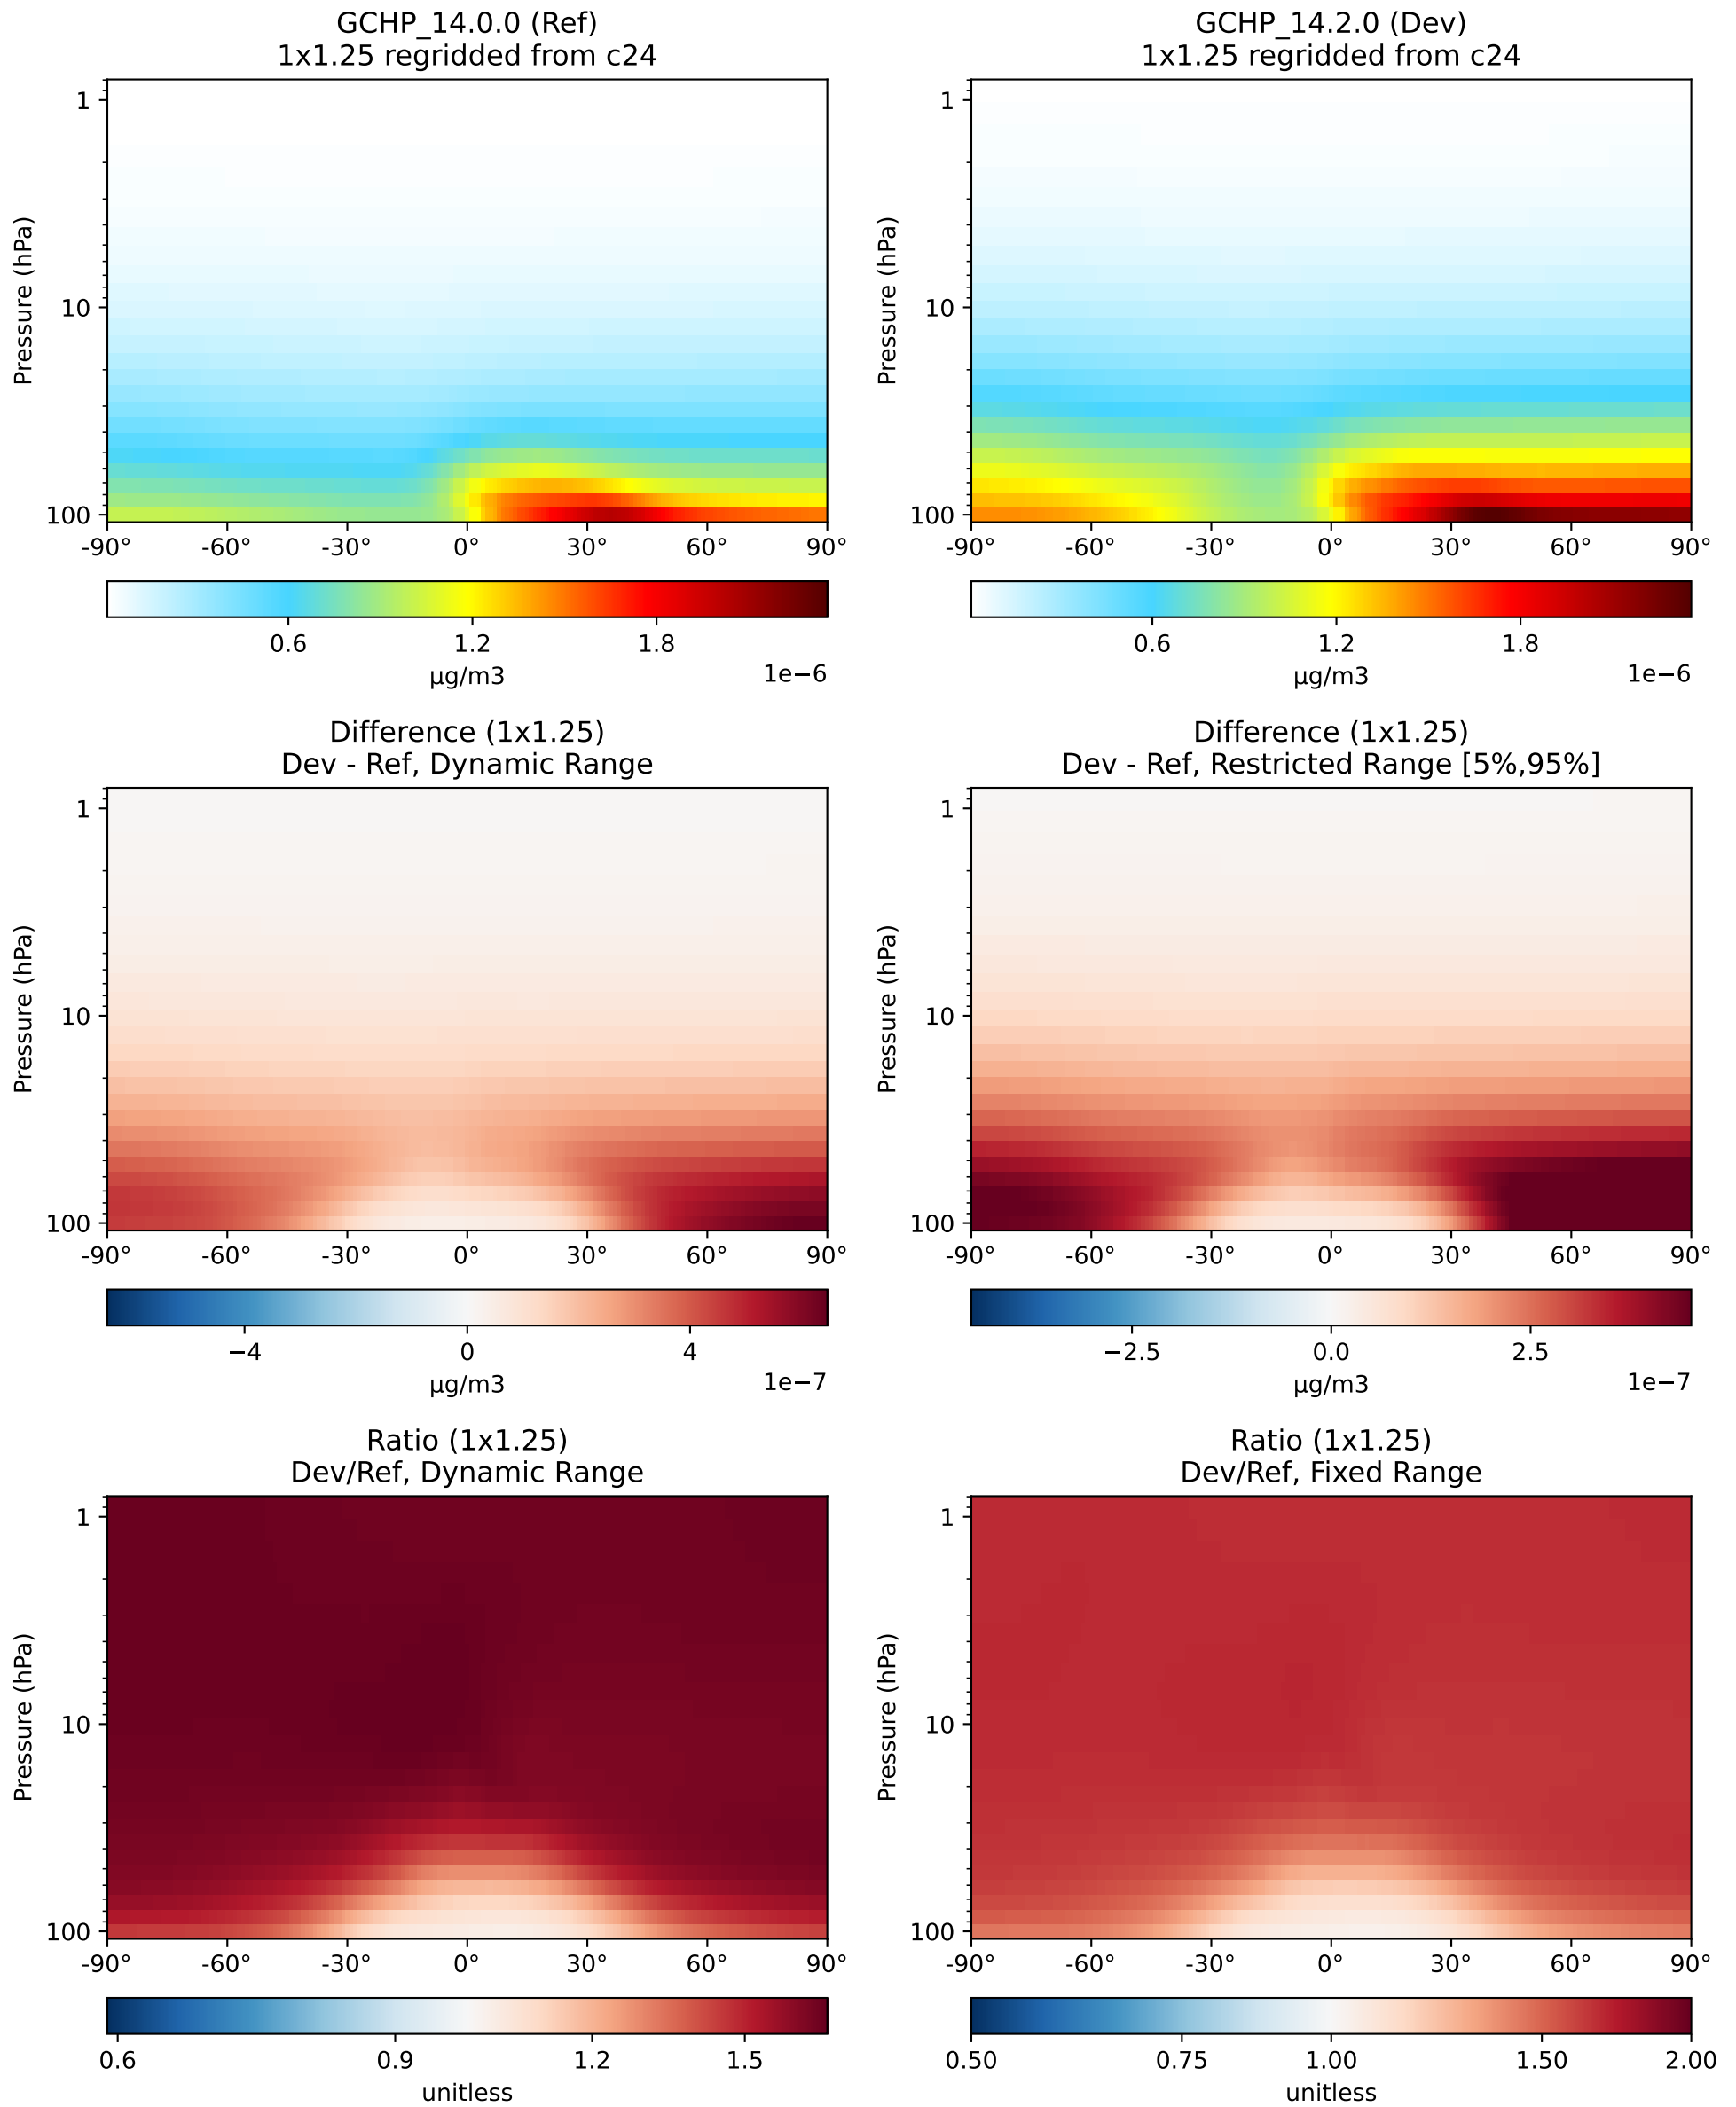 GCHP_14.0.0 (Ref)
1x1.25 regridded from c24
Pressure (hPa)
1
10
100
-90° -60° -30° 0° 30° 60° 90°
0.6 1.2 1.8
µg/m3 1e−6
GCHP_14.2.0 (Dev)
1x1.25 regridded from c24
Pressure (hPa)
1
10
100
-90° -60° -30° 0° 30° 60° 90°
0.6 1.2 1.8
µg/m3 1e−6
Difference (1x1.25)
Dev - Ref, Dynamic Range
Pressure (hPa)
1
10
100
-90° -60° -30° 0° 30° 60° 90°
−4 0 4
µg/m3 1e−7
Difference (1x1.25)
Dev - Ref, Restricted Range [5%,95%]
Pressure (hPa)
1
10
100
-90° -60° -30° 0° 30° 60° 90°
−2.5 0.0 2.5
µg/m3 1e−7
Ratio (1x1.25)
Dev/Ref, Dynamic Range
Pressure (hPa)
1
10
100
-90° -60° -30° 0° 30° 60° 90°
0.6 0.9 1.2 1.5
unitless
Ratio (1x1.25)
Dev/Ref, Fixed Range
Pressure (hPa)
1
10
100
-90° -60° -30° 0° 30° 60° 90°
0.50 0.75 1.00 1.50 2.00
unitless